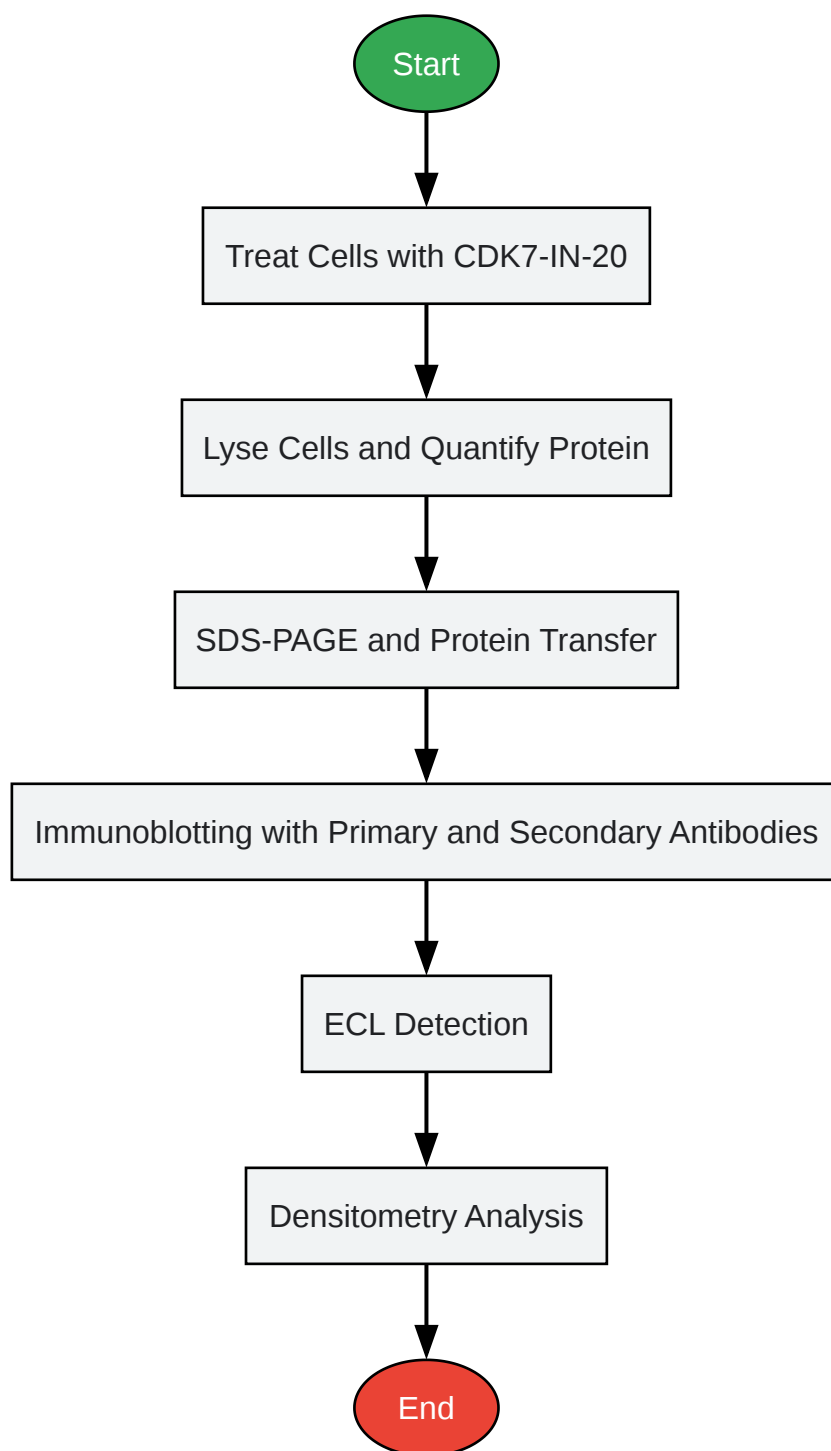 Start
Treat Cells with CDK7-IN-20
Lyse Cells and Quantify Protein
SDS-PAGE and Protein Transfer
Immunoblotting with Primary and Secondary Antibodies
ECL Detection
Densitometry Analysis
End